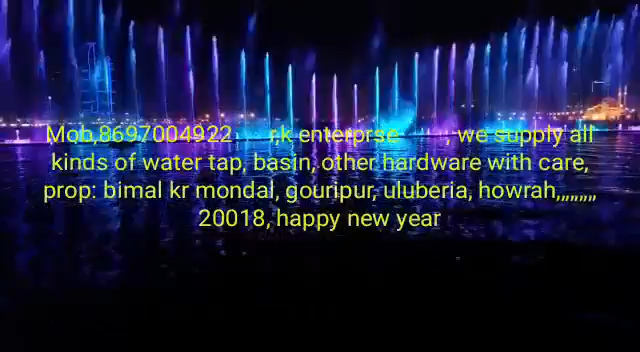 Mob,8697004922 r,k enterprse , we supply all
kinds of water tap, basin, other hardware with care,
prop: bimal kr mondal, gouripur, uluberia, howrah,,,,,,,,,
20018, happy new year